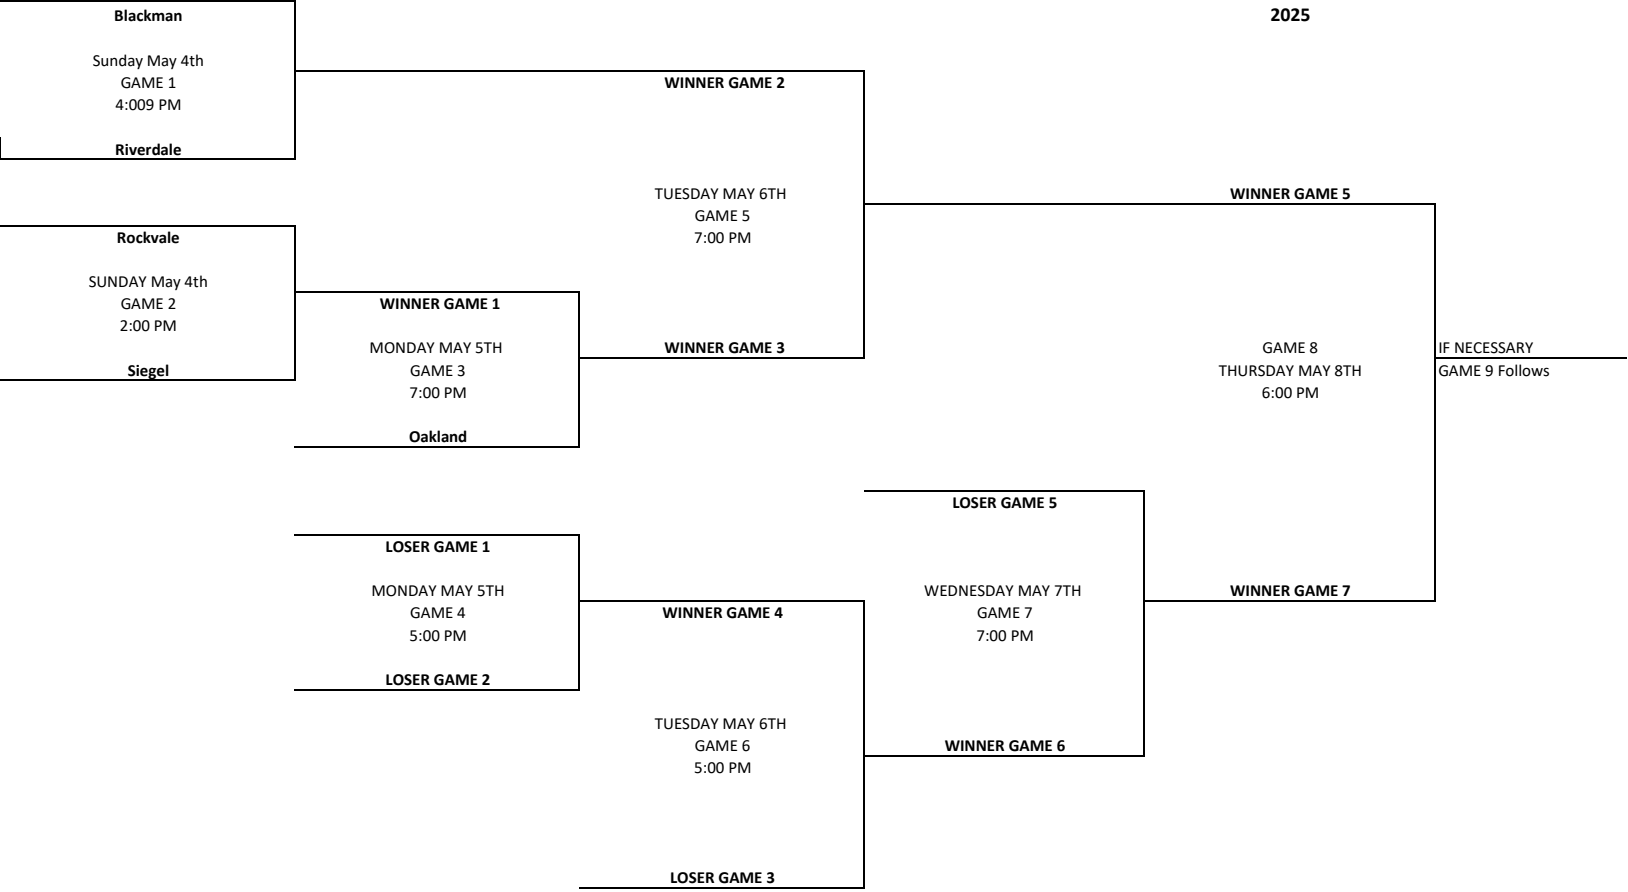 Blackman
2025
Sunday May 4th
GAME 1
4:009 PM
WINNER GAME 2
Riverdale
TUESDAY MAY 6TH
GAME 5
7:00 PM
WINNER GAME 5
Rockvale
SUNDAY May 4th
GAME 2
2:00 PM
Siegel
WINNER GAME 1
MONDAY MAY 5TH
GAME 3
7:00 PM
Oakland
WINNER GAME 3
GAME 8
THURSDAY MAY 8TH
6:00 PM
IF NECESSARY
GAME 9 Follows
LOSER GAME 5
LOSER GAME 1
MONDAY MAY 5TH
GAME 4
5:00 PM
LOSER GAME 2
WINNER GAME 4
WEDNESDAY MAY 7TH
GAME 7
7:00 PM
WINNER GAME 7
TUESDAY MAY 6TH
GAME 6
5:00 PM
WINNER GAME 6
LOSER GAME 3